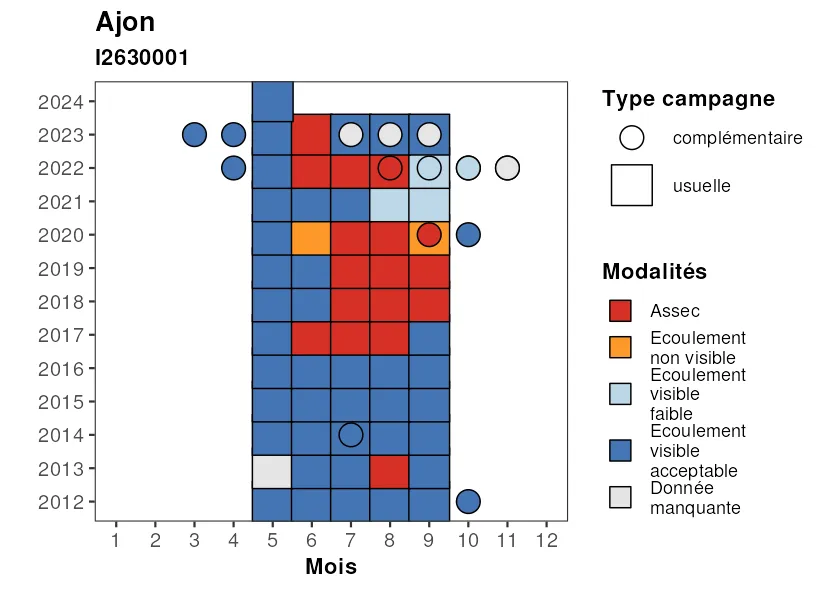 Ajon
I2630001
2024
2023
2022
2021
2020
2019
2018
2017
2016
2015
2014
2013
2012
1 2 3 4 5 6 7 8 9 10 11 12
Mois
Type campagne
complémentaire
usuelle
Modalités
Assec
Ecoulement
non visible
Ecoulement
visible
faible
Ecoulement
visible
acceptable
Donnée
manquante